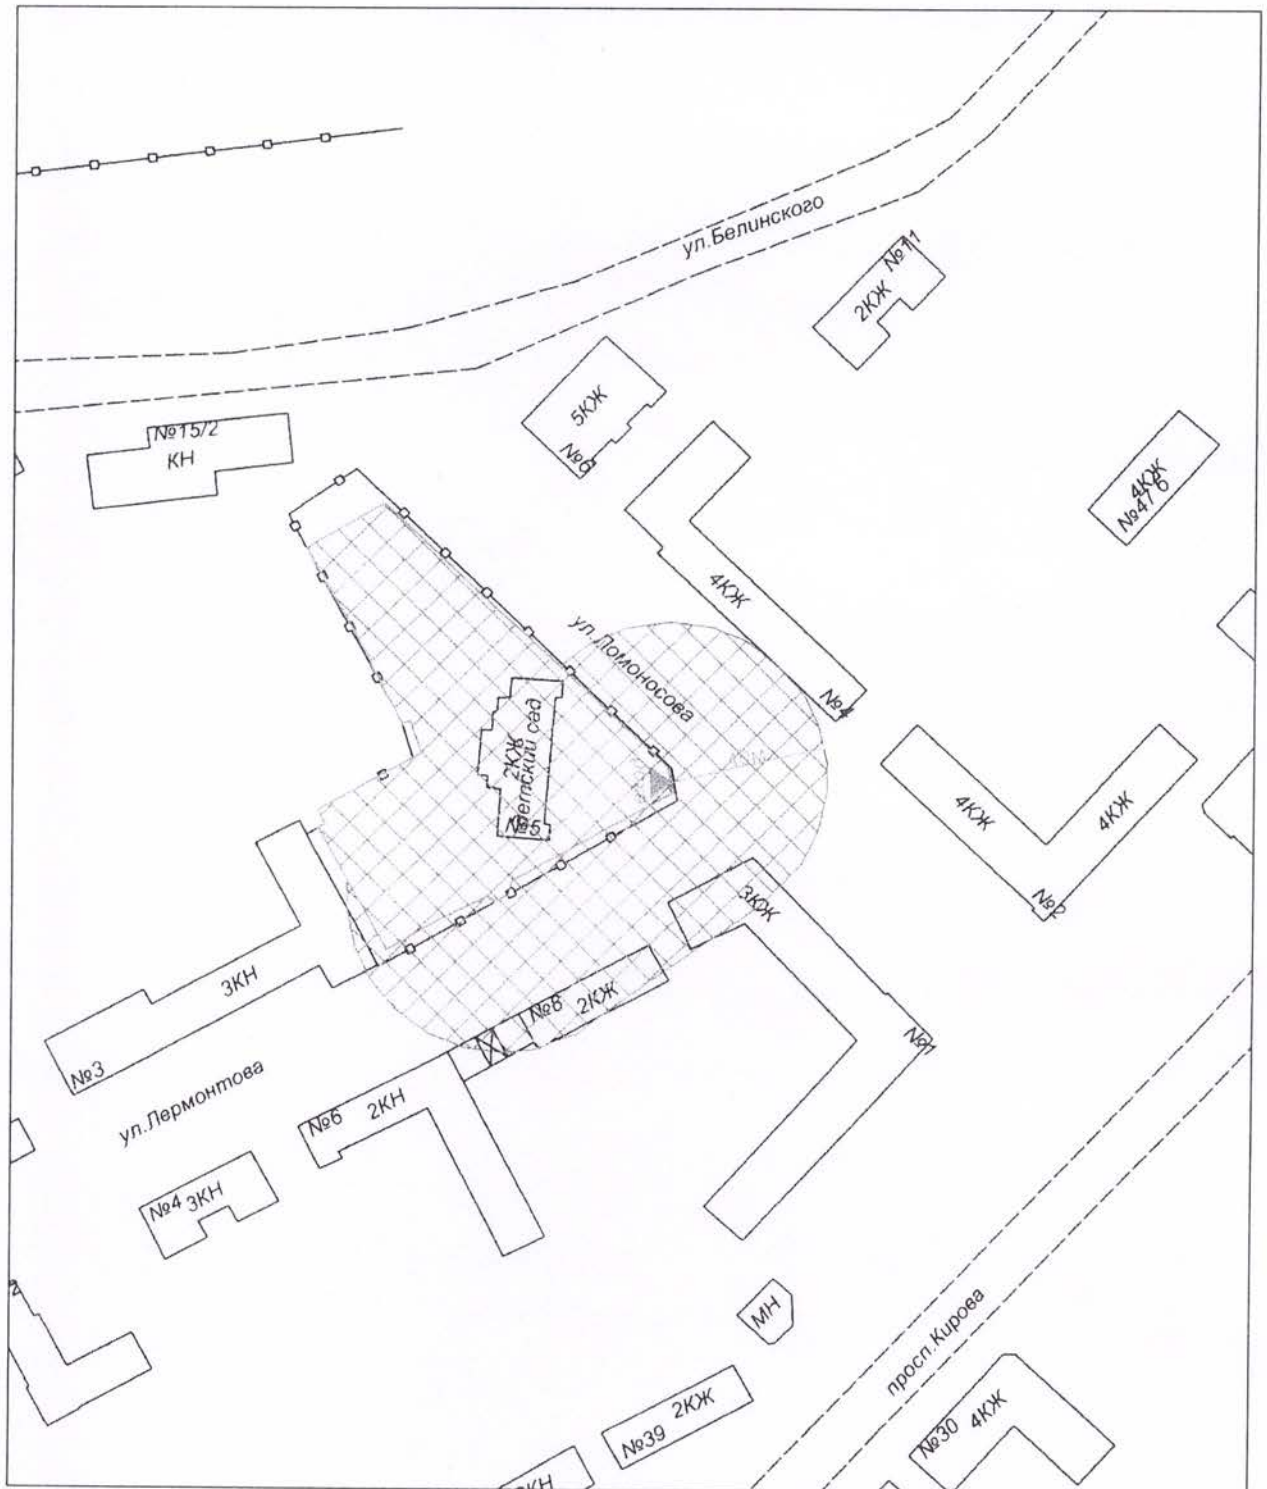 ул.Белинского
№11
2КЖ
5КЖ
№6
№15/2
КН
4КЖ
№47б
4КЖ
№4
ул.Ломоносова
2КЖ
Детский сад
№5
4КЖ
4КЖ
№2
3КЖ
№1
3КН
№3
№8
2КЖ
ул.Лермонтова
№6 2КН
№4 3КН
МН
просп.Кирова
2КЖ
№39
№30 4КЖ